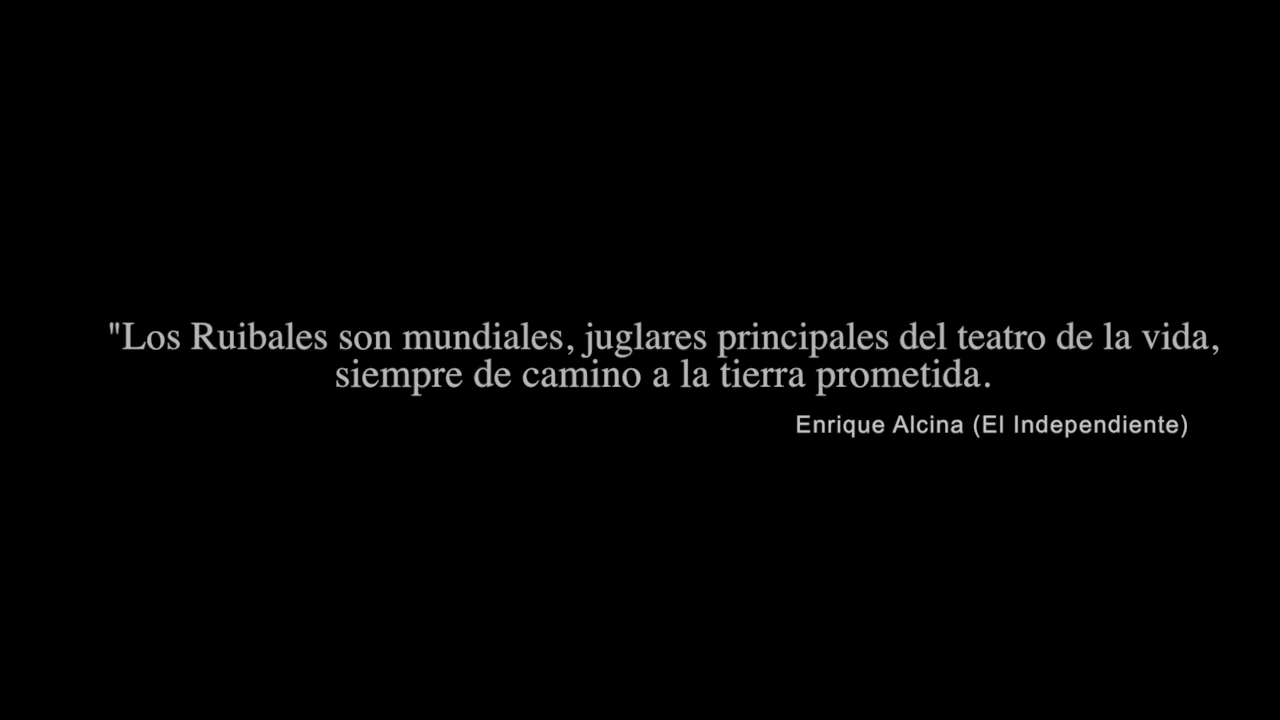 "Los Ruibales son mundiales, juglares principales del teatro de la vida,
siempre de camino a la tierra prometida.
Enrique Alcina (El Independiente)